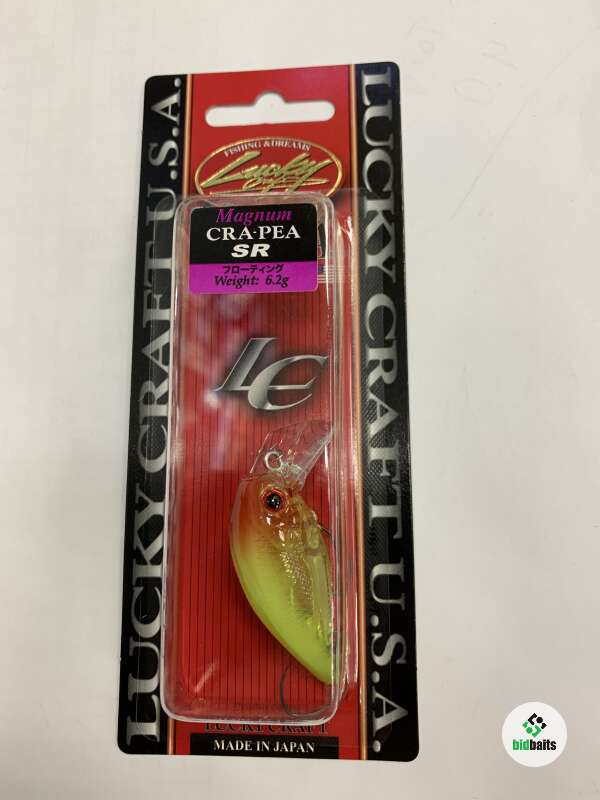 FISHING & DREAMS
Lucky
Craft
Magnum
CRA-PEA
SR
フローティング
Weight: 6.2g
LC
LUCKY CRAFT U.S.A.
LUCKY CRAFT U.S.A.
LUCKY CRAFT
MADE IN JAPAN
bidbaits